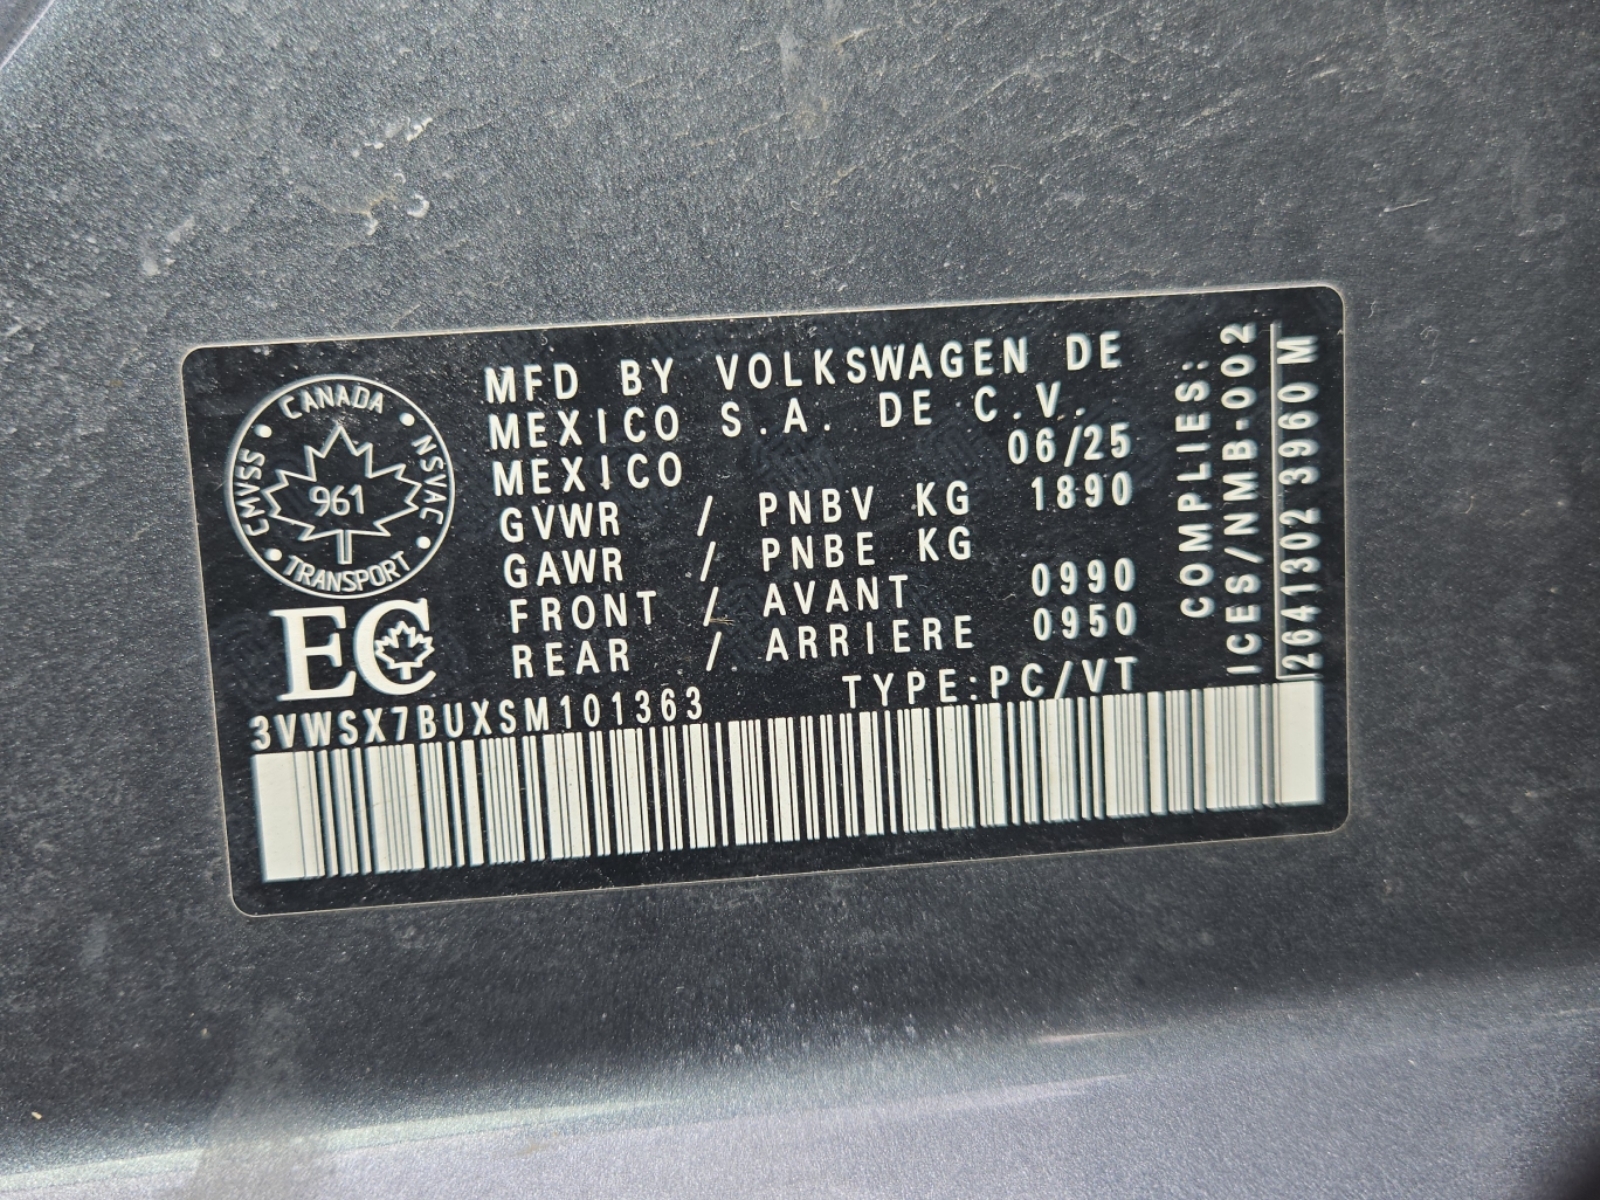 CANADA
CMVSS
NSVAC
961
TRANSPORT
EC
MFD BY VOLKSWAGEN DE
MEXICO S.A. DE C.V.
MEXICO 06/25
GVWR / PNBV KG 1890
GAWR / PNBE KG
FRONT / AVANT 0990
REAR / ARRIERE 0950
3VWSX7BUXSM101363 TYPE:PC/VT
COMPLIES:
ICES/NMB-002
2641302 3960 M